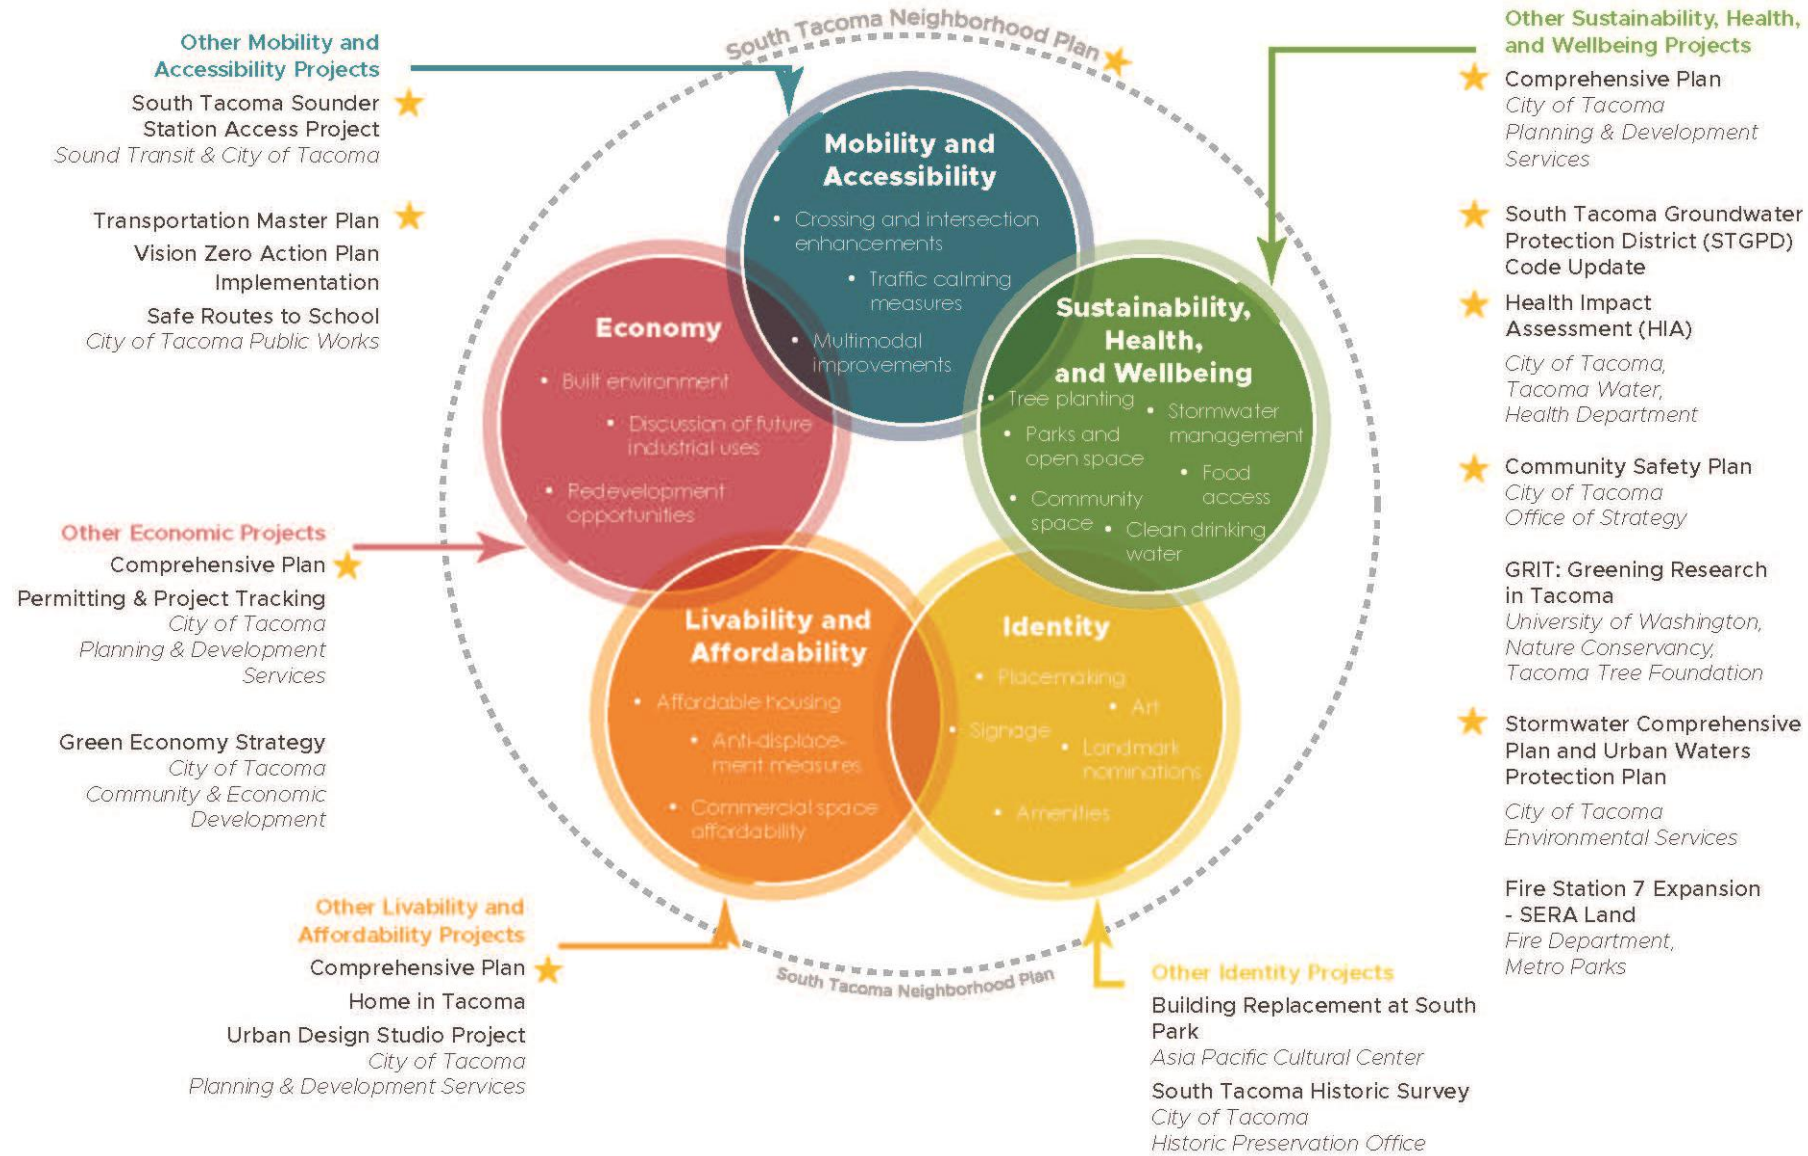 South Tacoma Neighborhood Plan
Other Mobility and
Accessibility Projects
South Tacoma Sounder
Station Access Project
Sound Transit & City of Tacoma
Transportation Master Plan
Vision Zero Action Plan
Implementation
Safe Routes to School
City of Tacoma Public Works
Other Economic Projects
Comprehensive Plan
Permitting & Project Tracking
City of Tacoma
Planning & Development
Services
Green Economy Strategy
City of Tacoma
Community & Economic
Development
Other Livability and
Affordability Projects
Comprehensive Plan
Home in Tacoma
Urban Design Studio Project
City of Tacoma
Planning & Development Services
Mobility and
Accessibility
• Crossing and intersection
enhancements
• Traffic calming
measures
• Multimodal
improvements
Economy
• Built environment
• Discussion of future
industrial uses
• Redevelopment
opportunities
Sustainability,
Health,
and Wellbeing
• Tree planting
• Stormwater
management
• Parks and
open space
• Food
access
• Community
space
• Clean drinking
water
Livability and
Affordability
• Affordable housing
• Anti-displace-
ment measures
• Commercial space
affordability
Identity
• Placemaking
• Art
• Signage
• Landmark
nominations
• Amenities
South Tacoma Neighborhood Plan
Other Sustainability, Health,
and Wellbeing Projects
Comprehensive Plan
City of Tacoma
Planning & Development
Services
South Tacoma Groundwater
Protection District (STGPD)
Code Update
Health Impact
Assessment (HIA)
City of Tacoma,
Tacoma Water,
Health Department
Community Safety Plan
City of Tacoma
Office of Strategy
GRIT: Greening Research
in Tacoma
University of Washington,
Nature Conservancy,
Tacoma Tree Foundation
Stormwater Comprehensive
Plan and Urban Waters
Protection Plan
City of Tacoma
Environmental Services
Fire Station 7 Expansion
- SERA Land
Fire Department,
Metro Parks
Other Identity Projects
Building Replacement at South
Park
Asia Pacific Cultural Center
South Tacoma Historic Survey
City of Tacoma
Historic Preservation Office